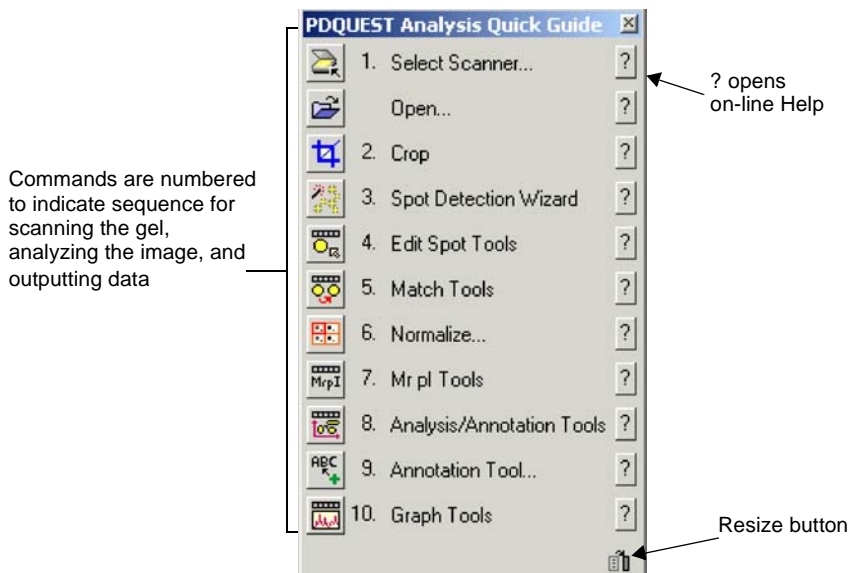 PDQUEST Analysis Quick Guide
1. Select Scanner... ?
Open... ?
2. Crop ?
3. Spot Detection Wizard ?
4. Edit Spot Tools ?
5. Match Tools ?
6. Normalize... ?
MrpI 7. Mr pI Tools ?
8. Analysis/Annotation Tools ?
ABC 9. Annotation Tool... ?
10. Graph Tools ?
? opens
on-line Help
Commands are numbered
to indicate sequence for
scanning the gel,
analyzing the image, and
outputting data
Resize button